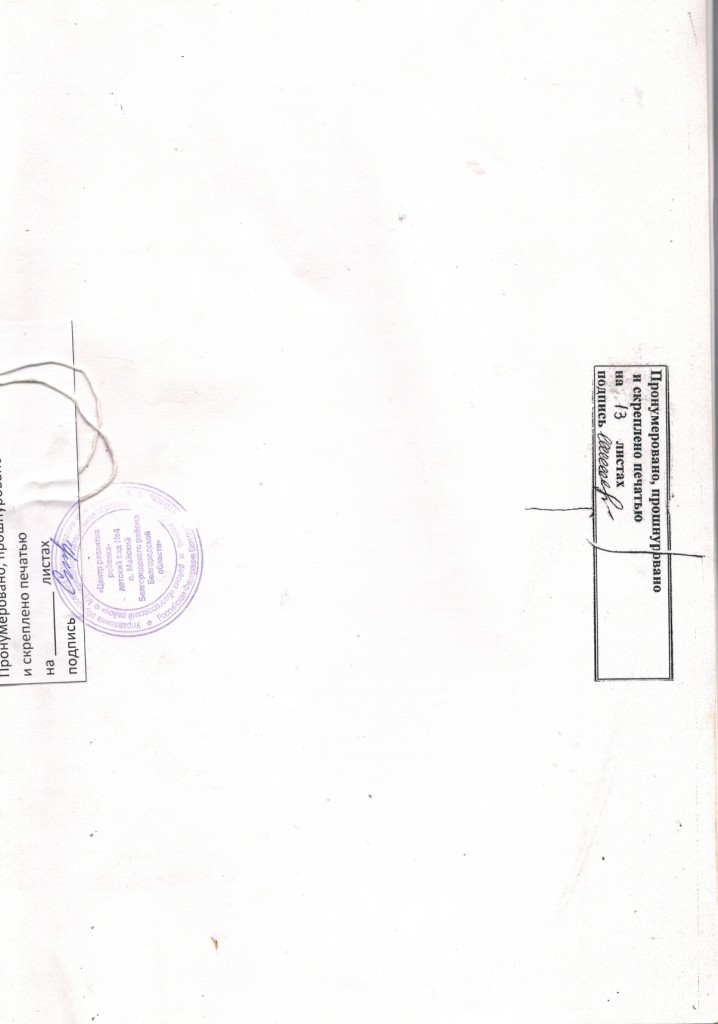 Пронумеровано, прошнуровано
и скреплено печатью
на 13 листах
подпись
Пронумеровано, прошнуровано
и скреплено печатью
на ______ листах
подпись
«Центр развития
ребенка-
детский сад №4
п. Майский
Белгородского района
Белгородской
области»